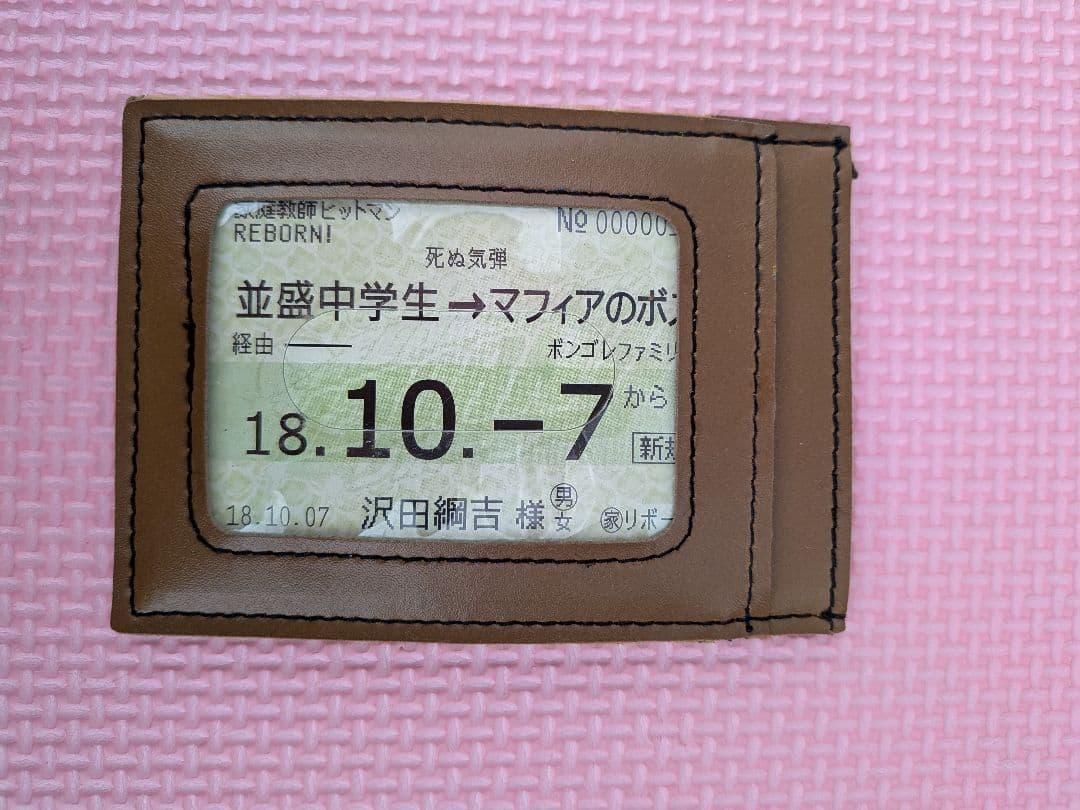 家庭教師ヒットマン
REBORN!
№ 00000
死ぬ気弾
並盛中学生→マフィアのボ
経由 ―
ボンゴレファミリ
18.10.-7 から
新規
18.10.07 沢田綱吉 様 男 女 家リボー